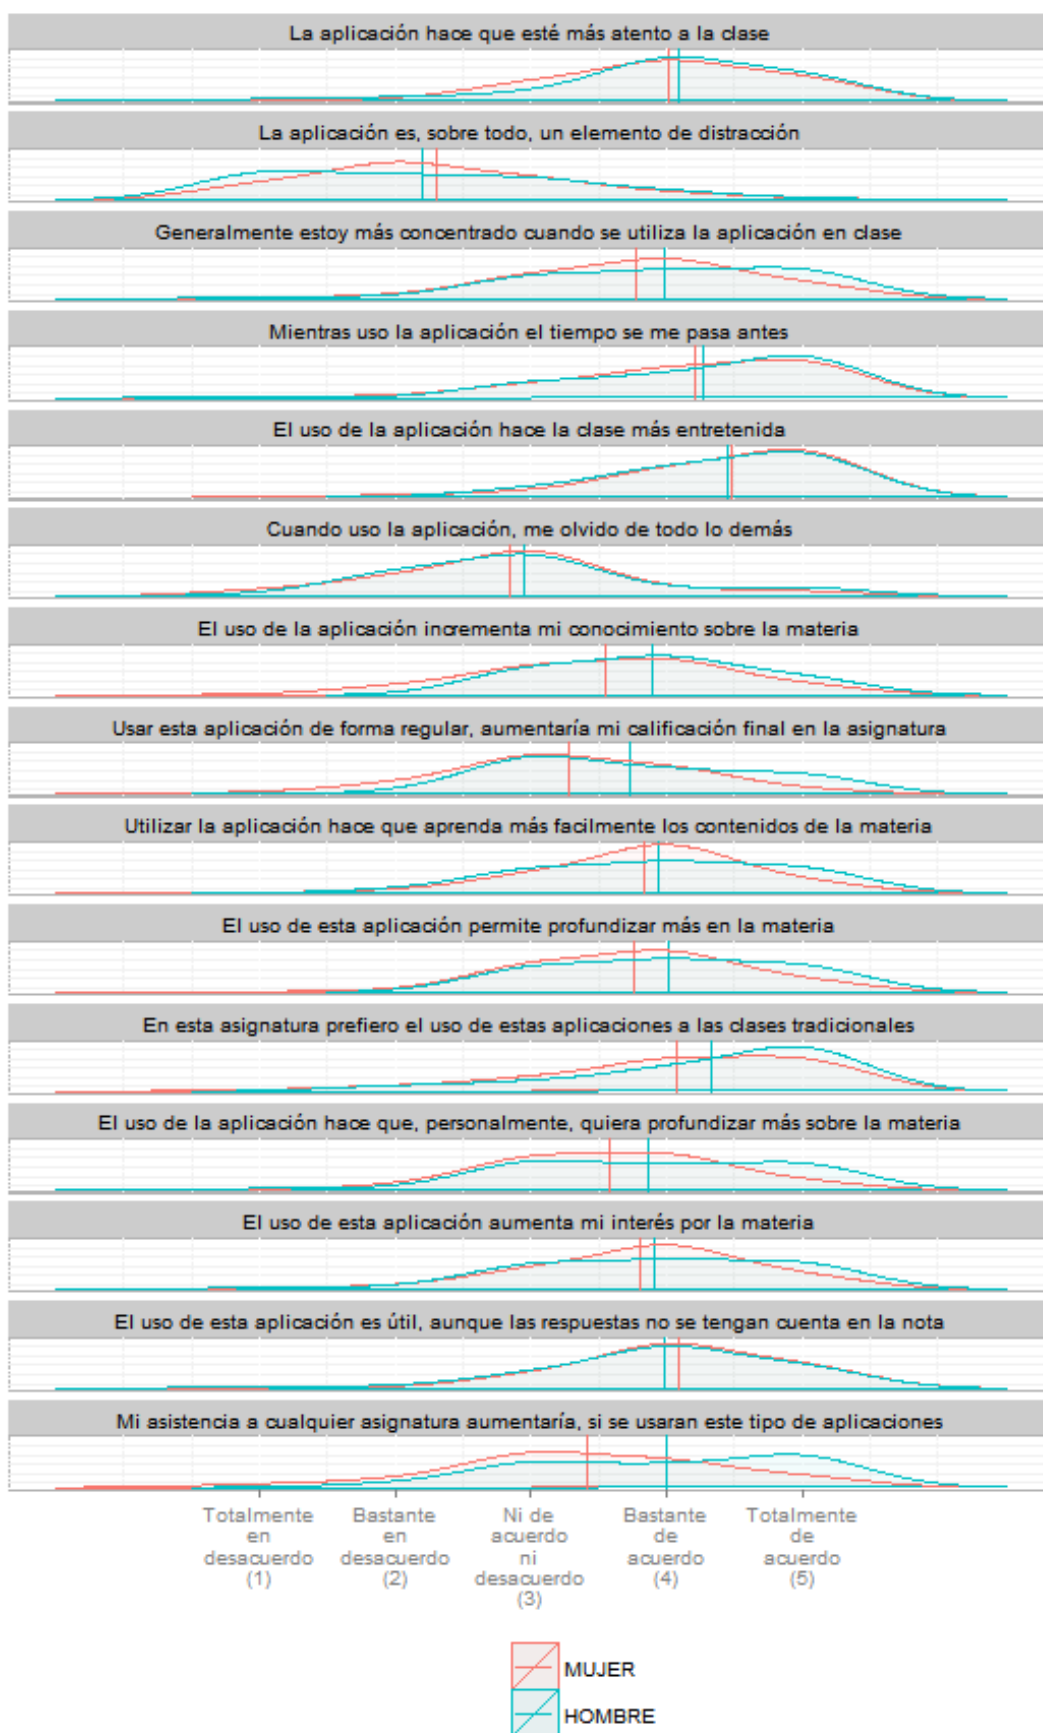 La aplicación hace que esté más atento a la clase
La aplicación es, sobre todo, un elemento de distracción
Generalmente estoy más concentrado cuando se utiliza la aplicación en clase
Mientras uso la aplicación el tiempo se me pasa antes
El uso de la aplicación hace la clase más entretenida
Cuando uso la aplicación, me olvido de todo lo demás
El uso de la aplicación incrementa mi conocimiento sobre la materia
Usar esta aplicación de forma regular, aumentaría mi calificación final en la asignatura
Utilizar la aplicación hace que aprenda más facilmente los contenidos de la materia
El uso de esta aplicación permite profundizar más en la materia
En esta asignatura prefiero el uso de estas aplicaciones a las clases tradicionales
El uso de la aplicación hace que, personalmente, quiera profundizar más sobre la materia
El uso de esta aplicación aumenta mi interés por la materia
El uso de esta aplicación es útil, aunque las respuestas no se tengan cuenta en la nota
Mi asistencia a cualquier asignatura aumentaría, si se usaran este tipo de aplicaciones
Totalmente
en
desacuerdo
(1)
Bastante
en
desacuerdo
(2)
Ni de
acuerdo
ni
desacuerdo
(3)
Bastante
de
acuerdo
(4)
Totalmente
de
acuerdo
(5)
MUJER
HOMBRE